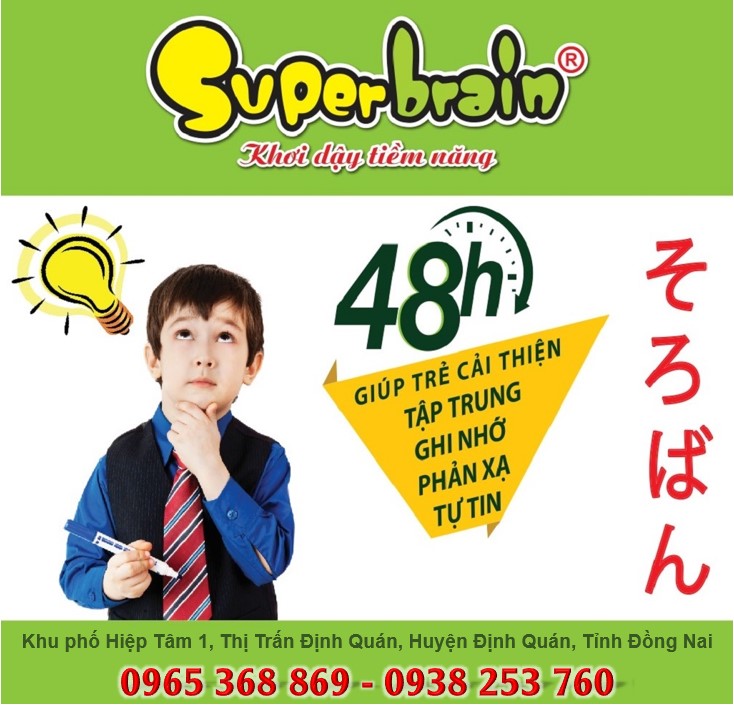 Superbrain®
Khơi dậy tiềm năng
48h
GIÚP TRẺ CẢI THIỆN
TẬP TRUNG
GHI NHỚ
PHẢN XẠ
TỰ TIN
そろばん
Khu phố Hiệp Tâm 1, Thị Trấn Định Quán, Huyện Định Quán, Tỉnh Đồng Nai
0965 368 869 - 0938 253 760